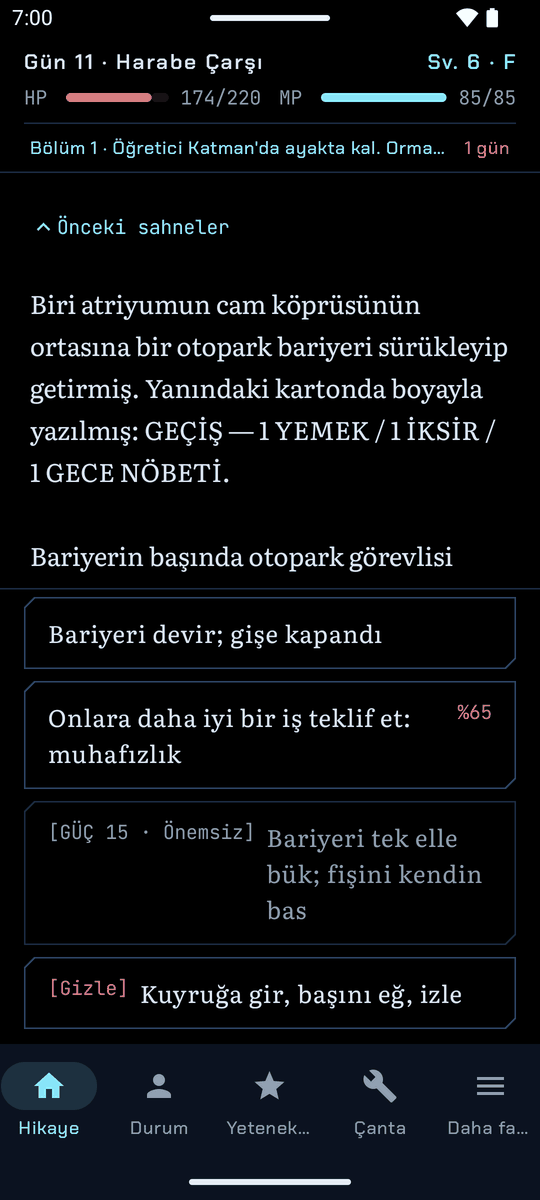 7:00
Gün 11 · Harabe Çarşı
Sv. 6 · F
HP 174/220 MP 85/85
Bölüm 1 · Öğretici Katman'da ayakta kal. Orma... 1 gün
Önceki sahneler
Biri atriyumun cam köprüsünün
ortasına bir otopark bariyeri sürükleyip
getirmiş. Yanındaki kartonda boyayla
yazılmış: GEÇİŞ — 1 YEMEK / 1 İKSİR /
1 GECE NÖBETİ.
Bariyerin başında otopark görevlisi
Bariyeri devir; gişe kapandı
Onlara daha iyi bir iş teklif et: %65
muhafızlık
[GÜÇ 15 · Önemsiz] Bariyeri tek elle
bük; fişini kendin
bas
[Gizle] Kuyruğa gir, başını eğ, izle
Hikaye Durum Yetenek... Çanta Daha fa...